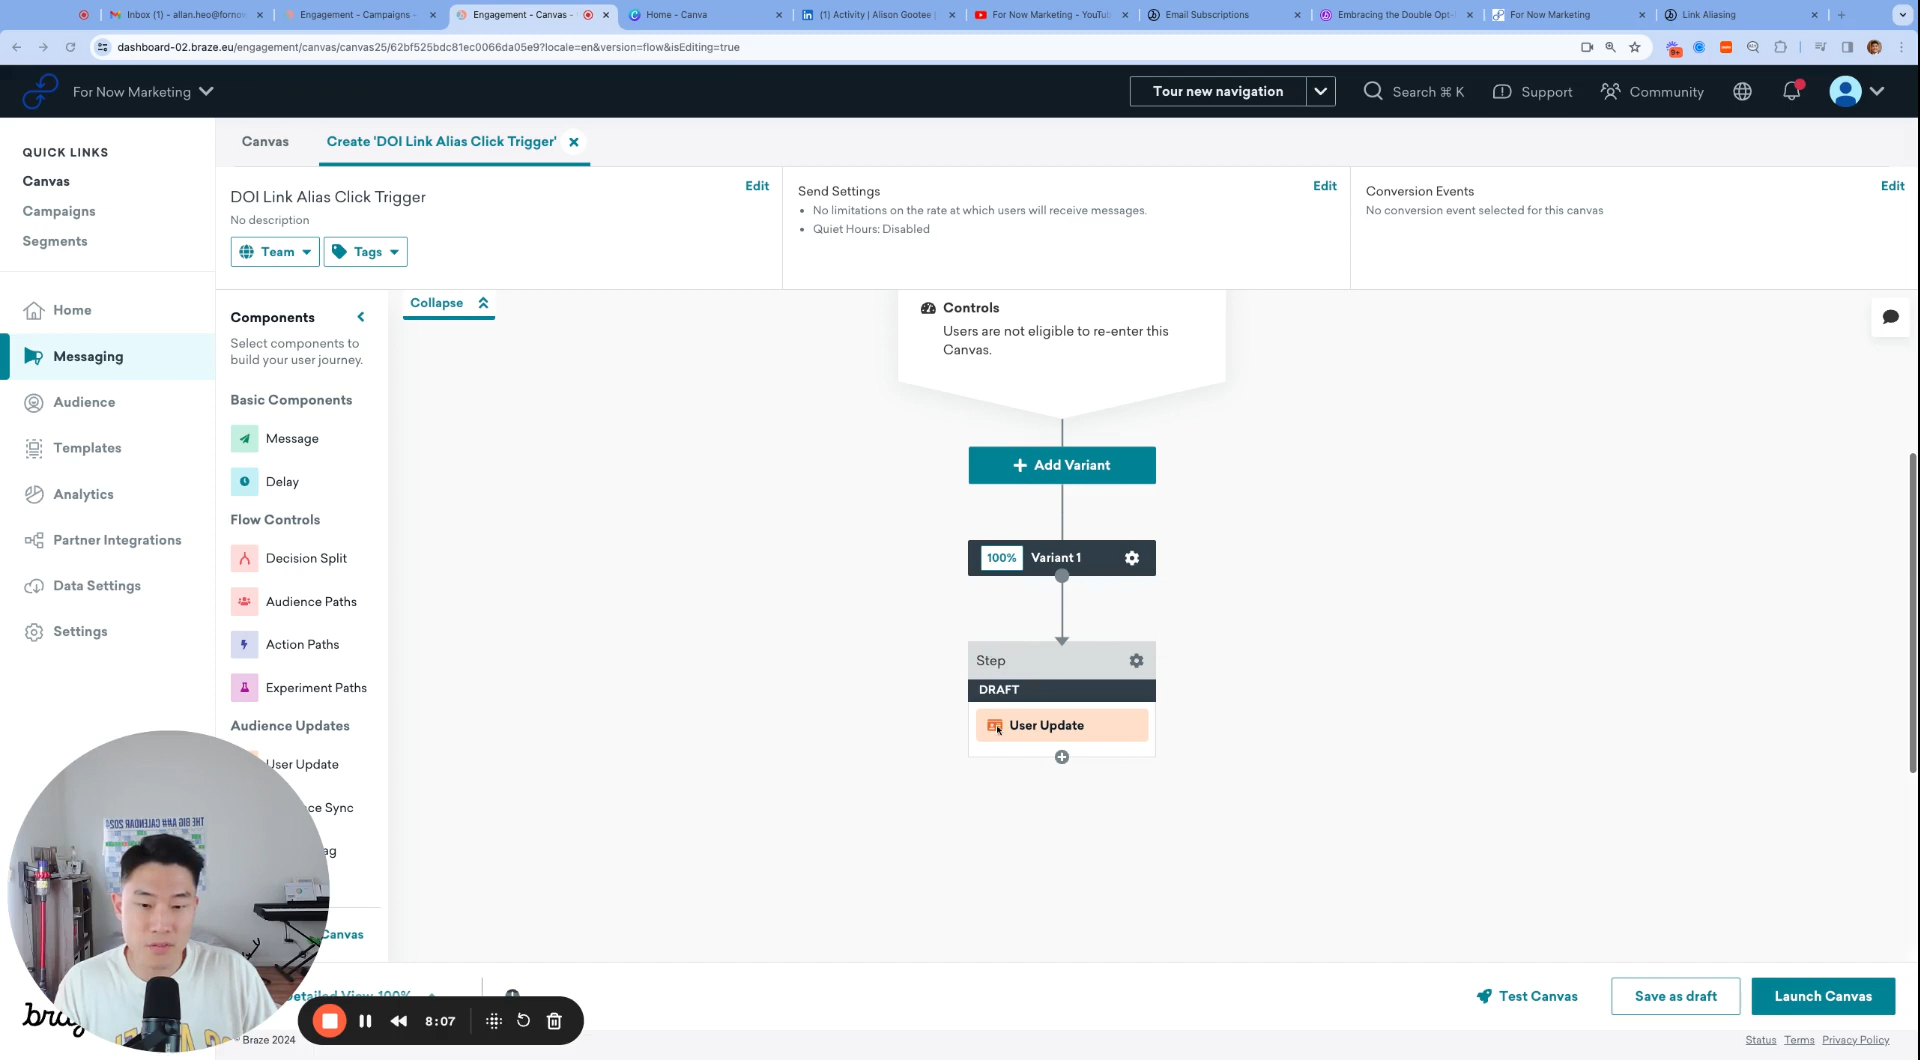 Inbox (1) - allan.heo@fornov
Engagement - Campaigns -
Engagement - Canvas -
Home - Canva
(1) Activity | Alison Gootee |
For Now Marketing - YouTub
Email Subscriptions
Embracing the Double Opt-I
For Now Marketing
Link Aliasing
dashboard-02.braze.eu/engagement/canvas/canvas25/62bf525bdc81ec0066da05e9?locale=en&version=flow&isEditing=true
9+
For Now Marketing
Tour new navigation
Search ⌘ K
Support
Community
QUICK LINKS
Canvas
Campaigns
Segments
Home
Messaging
Audience
Templates
Analytics
Partner Integrations
Data Settings
Settings
Canvas
Create 'DOI Link Alias Click Trigger'
DOI Link Alias Click Trigger
Edit
No description
Team
Tags
Send Settings
Edit
• No limitations on the rate at which users will receive messages.
• Quiet Hours: Disabled
Conversion Events
Edit
No conversion event selected for this canvas
Components
Select components to
build your user journey.
Basic Components
Message
Delay
Flow Controls
Decision Split
Audience Paths
Action Paths
Experiment Paths
Audience Updates
User Update
ce Sync
ag
Canvas
Collapse
Controls
Users are not eligible to re-enter this
Canvas.
+ Add Variant
100% Variant 1
Step
DRAFT
User Update
THE BIG A## CALENDAR 2024
Detailed View 100%
8:07
Test Canvas
Save as draft
Launch Canvas
braz
Braze 2024
Status
Terms
Privacy Policy